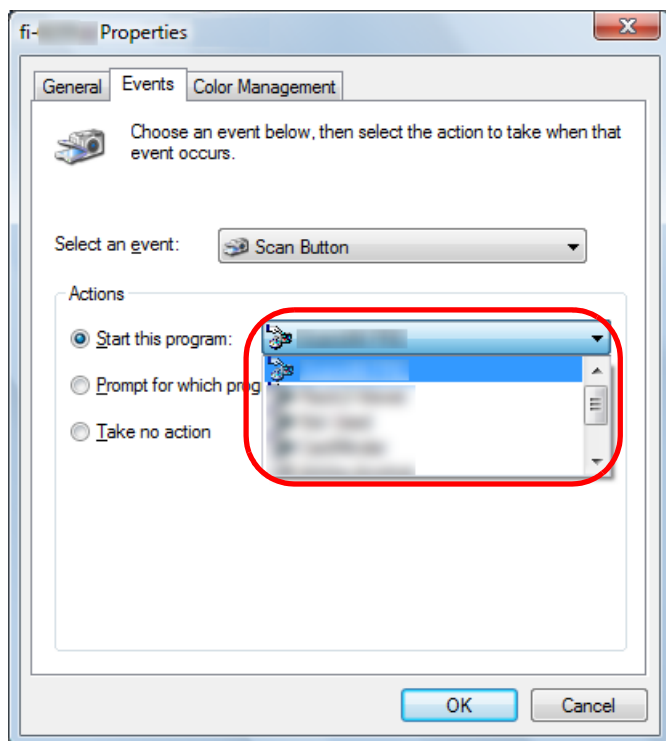 fi- Properties
General Events Color Management
Choose an event below, then select the action to take when that
event occurs.
Select an event: Scan Button
Actions
Start this program:
Prompt for which prog
Take no action
OK Cancel